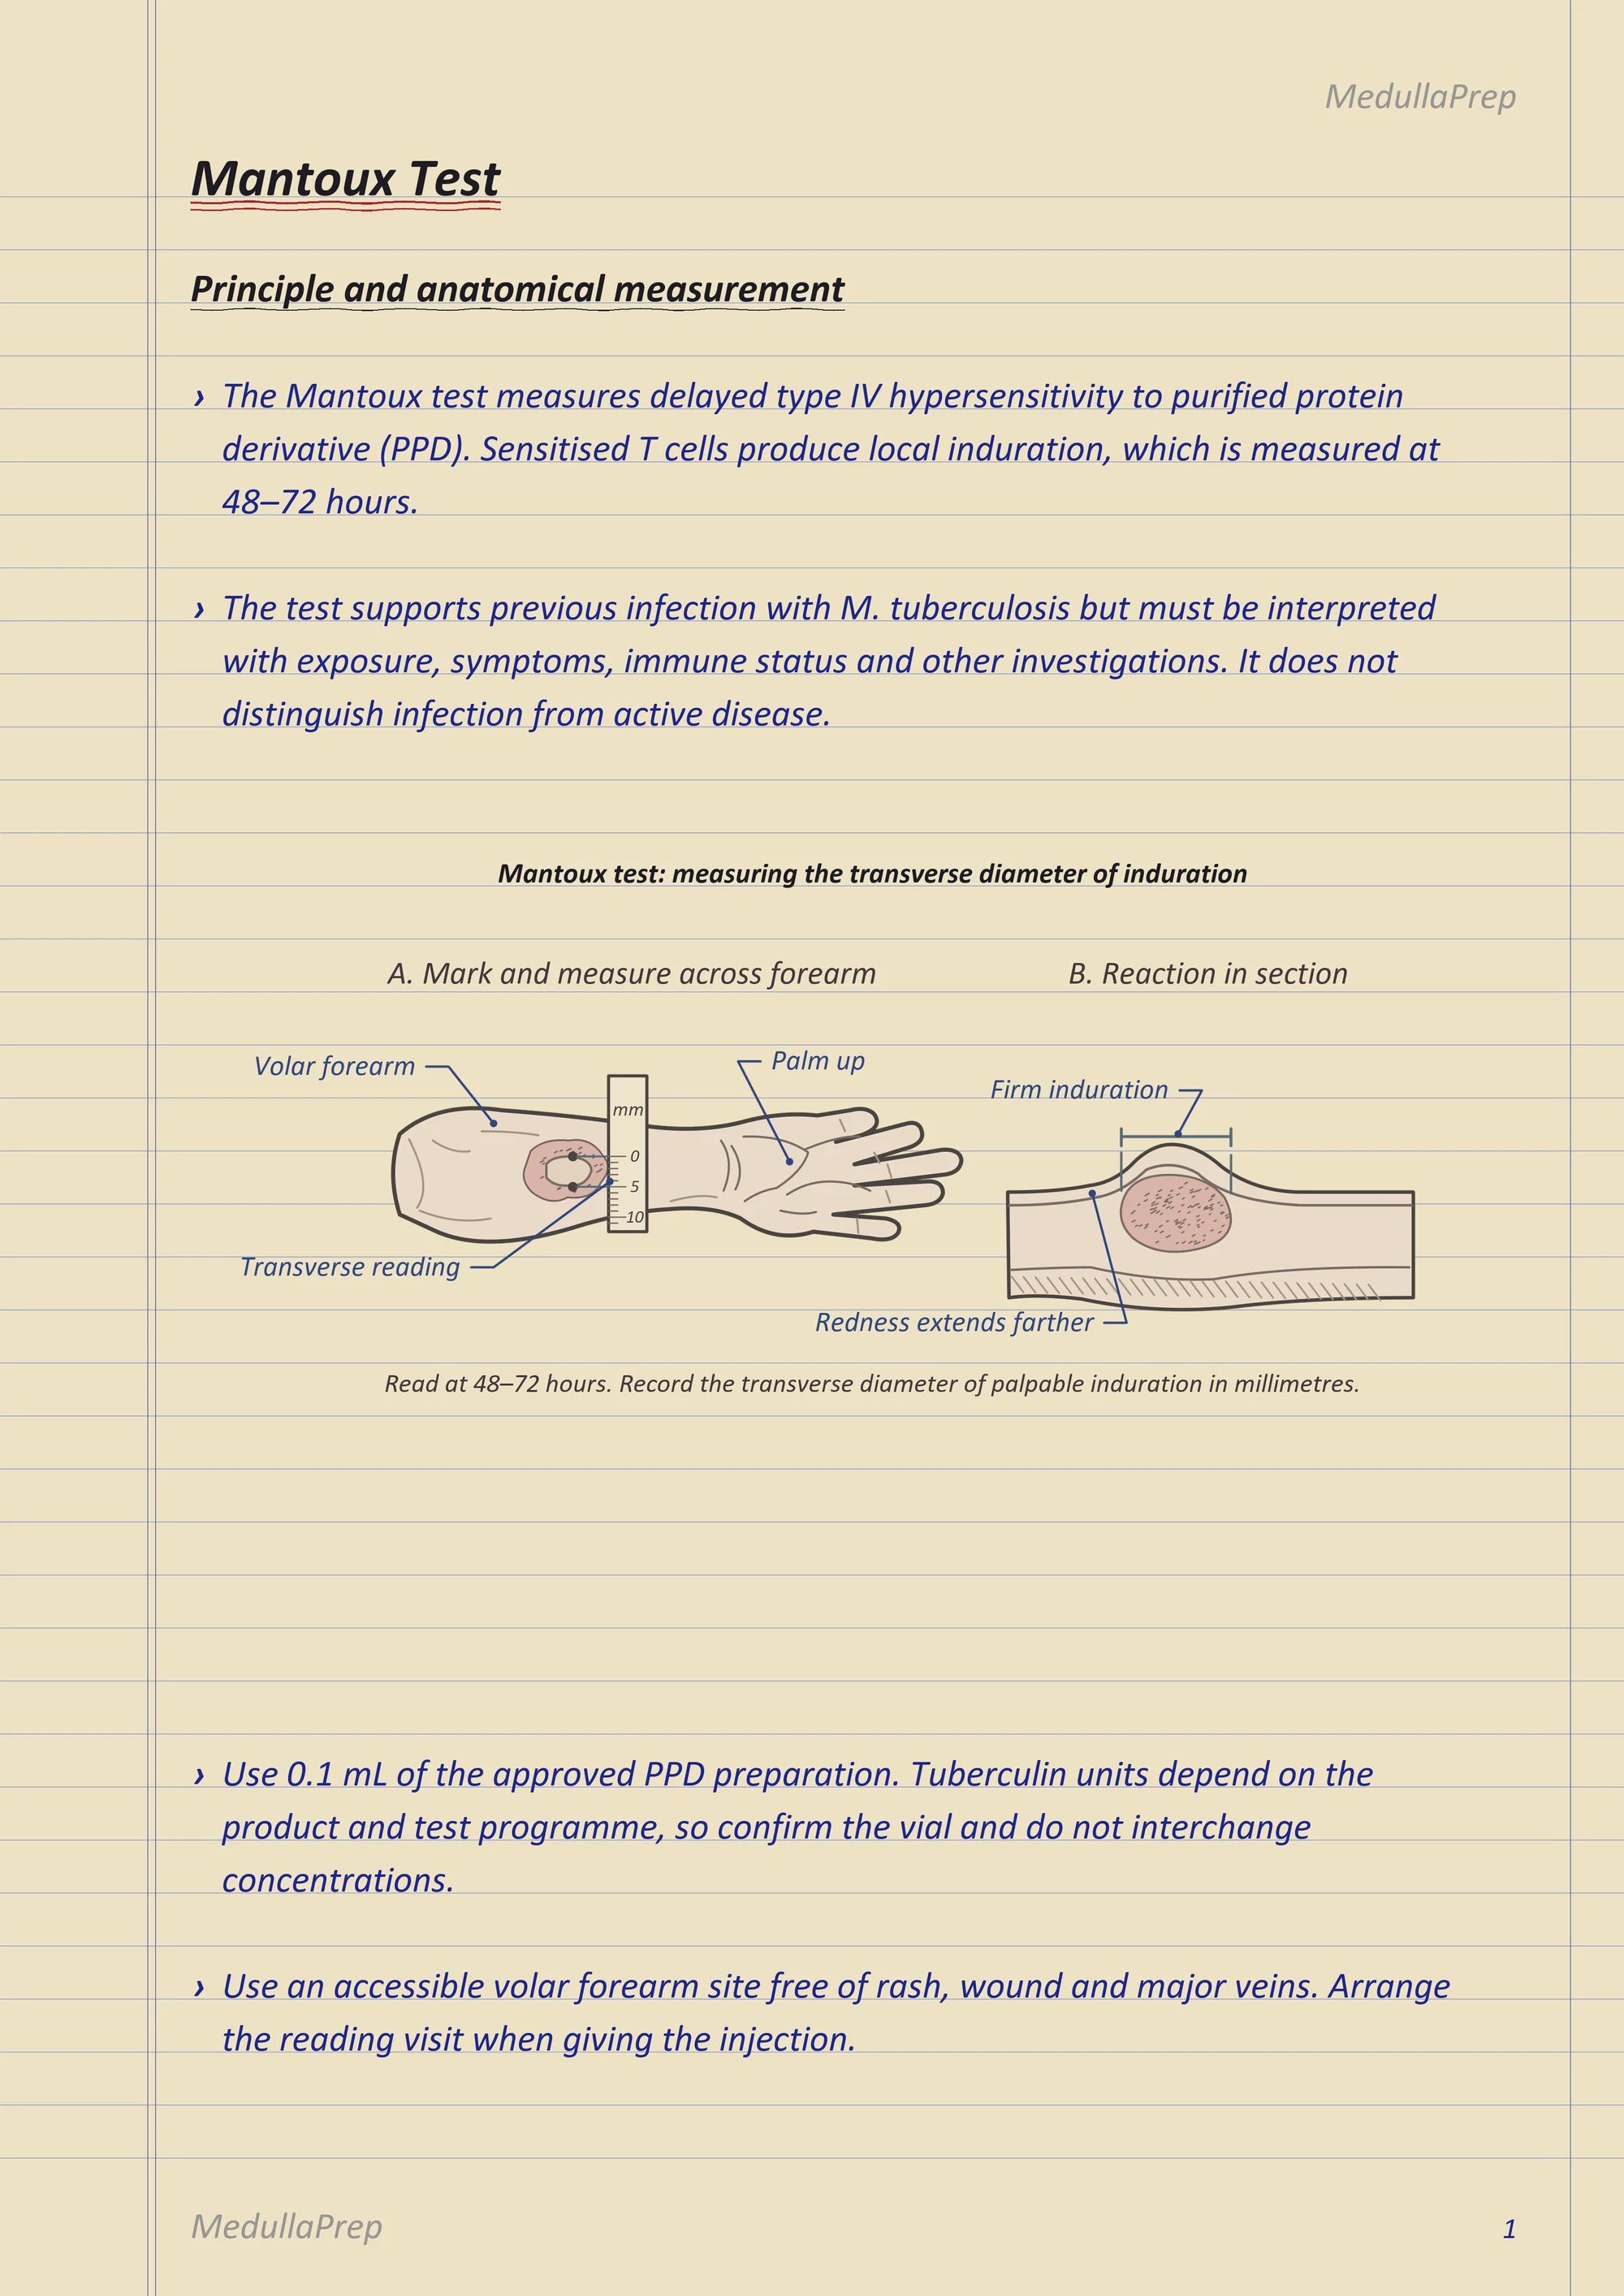 MedullaPrep
Mantoux Test
Principle and anatomical measurement
› The Mantoux test measures delayed type IV hypersensitivity to purified protein
derivative (PPD). Sensitised T cells produce local induration, which is measured at
48–72 hours.
› The test supports previous infection with M. tuberculosis but must be interpreted
with exposure, symptoms, immune status and other investigations. It does not
distinguish infection from active disease.
Mantoux test: measuring the transverse diameter of induration
A. Mark and measure across forearm
B. Reaction in section
Volar forearm
Palm up
Firm induration
mm
0
5
10
Transverse reading
Redness extends farther
Read at 48–72 hours. Record the transverse diameter of palpable induration in millimetres.
› Use 0.1 mL of the approved PPD preparation. Tuberculin units depend on the
product and test programme, so confirm the vial and do not interchange
concentrations.
› Use an accessible volar forearm site free of rash, wound and major veins. Arrange
the reading visit when giving the injection.
MedullaPrep
1